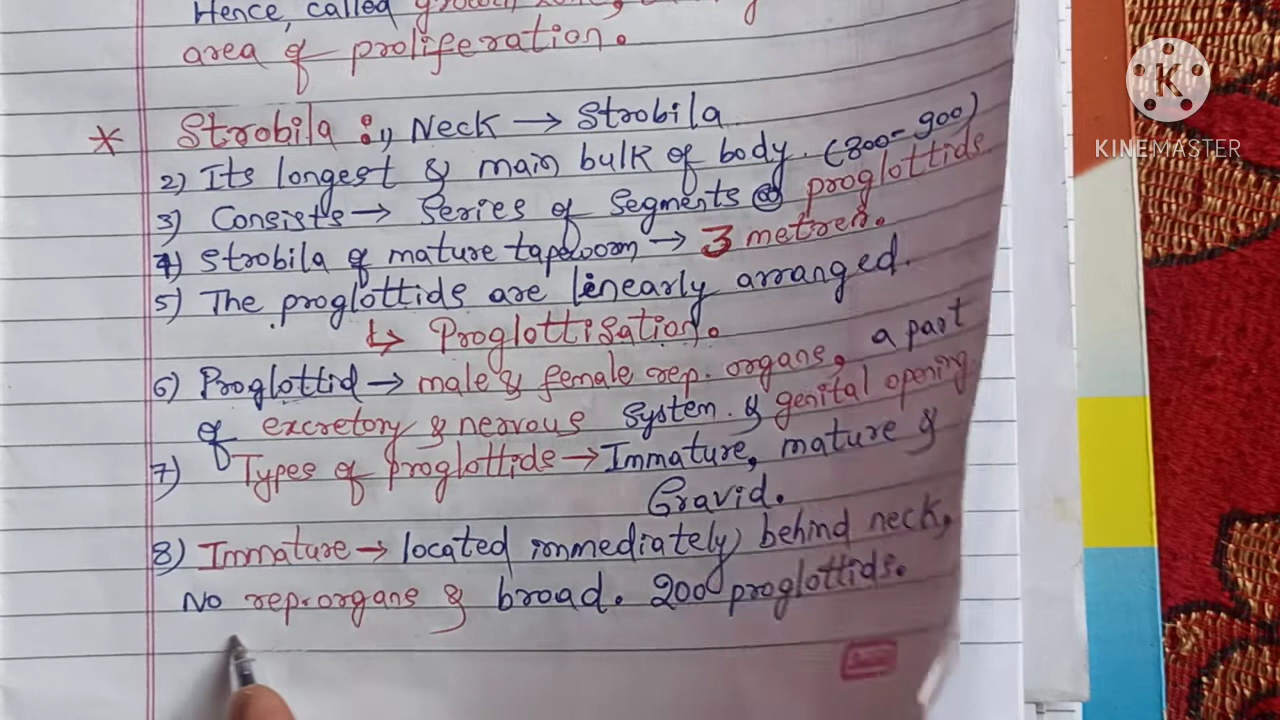 Hence, called growth zone,
area of proliferation.
* Strobila :, Neck → Strobila
2) Its longest & main bulk of body. (800-900)
3) Consists → Series of Segments @ proglottids
4) Strobila of mature tapeworm → 3 metres.
5) The proglottids are linearly arranged.
↳ Proglottisation.
6) Proglottid → male & female rep. organs, a part
of excretory & nervous system. & genital opening
7) Types of proglottids → Immature, mature &
Gravid.
8) Immature → located immediately behind neck,
No rep. organs & broad. 200 proglottids.
K
KINEMASTER